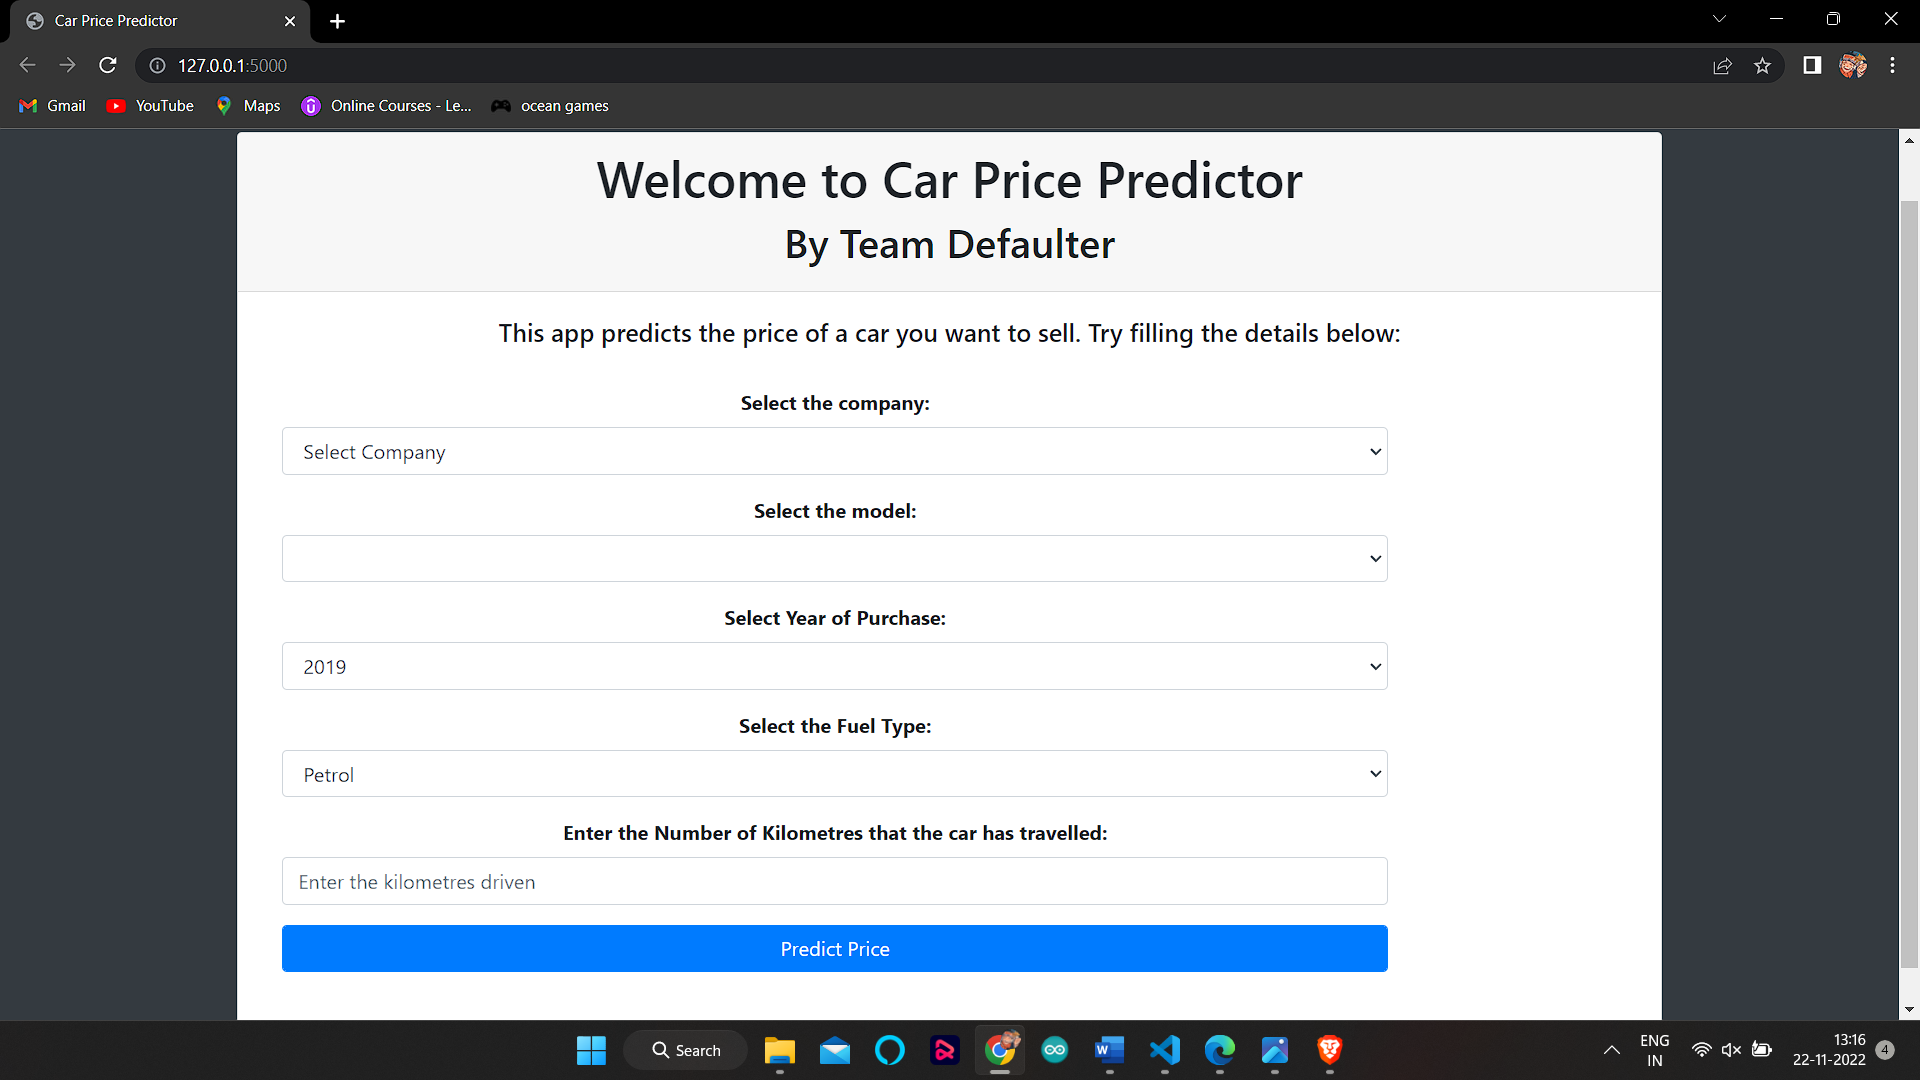 Car Price Predictor
127.0.0.1:5000
Gmail
YouTube
Maps
Online Courses - Le...
ocean games
Welcome to Car Price Predictor
By Team Defaulter
This app predicts the price of a car you want to sell. Try filling the details below:
Select the company:
Select Company
Select the model:
Select Year of Purchase:
2019
Select the Fuel Type:
Petrol
Enter the Number of Kilometres that the car has travelled:
Enter the kilometres driven
Predict Price
Search
ENG
IN
13:16
22-11-2022
4